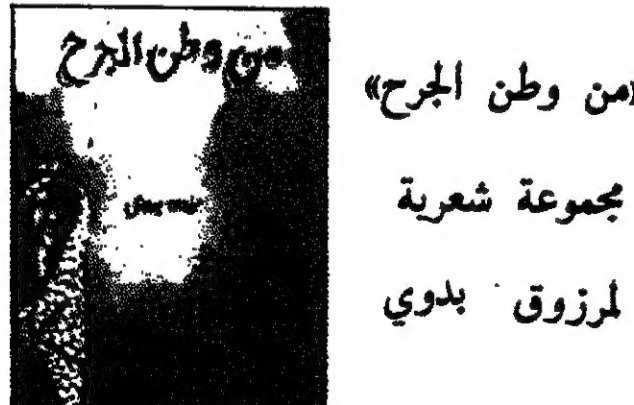 من وطن الجرح
«من وطن الجرح»
مجموعة شعرية
لمرزوق بدوي